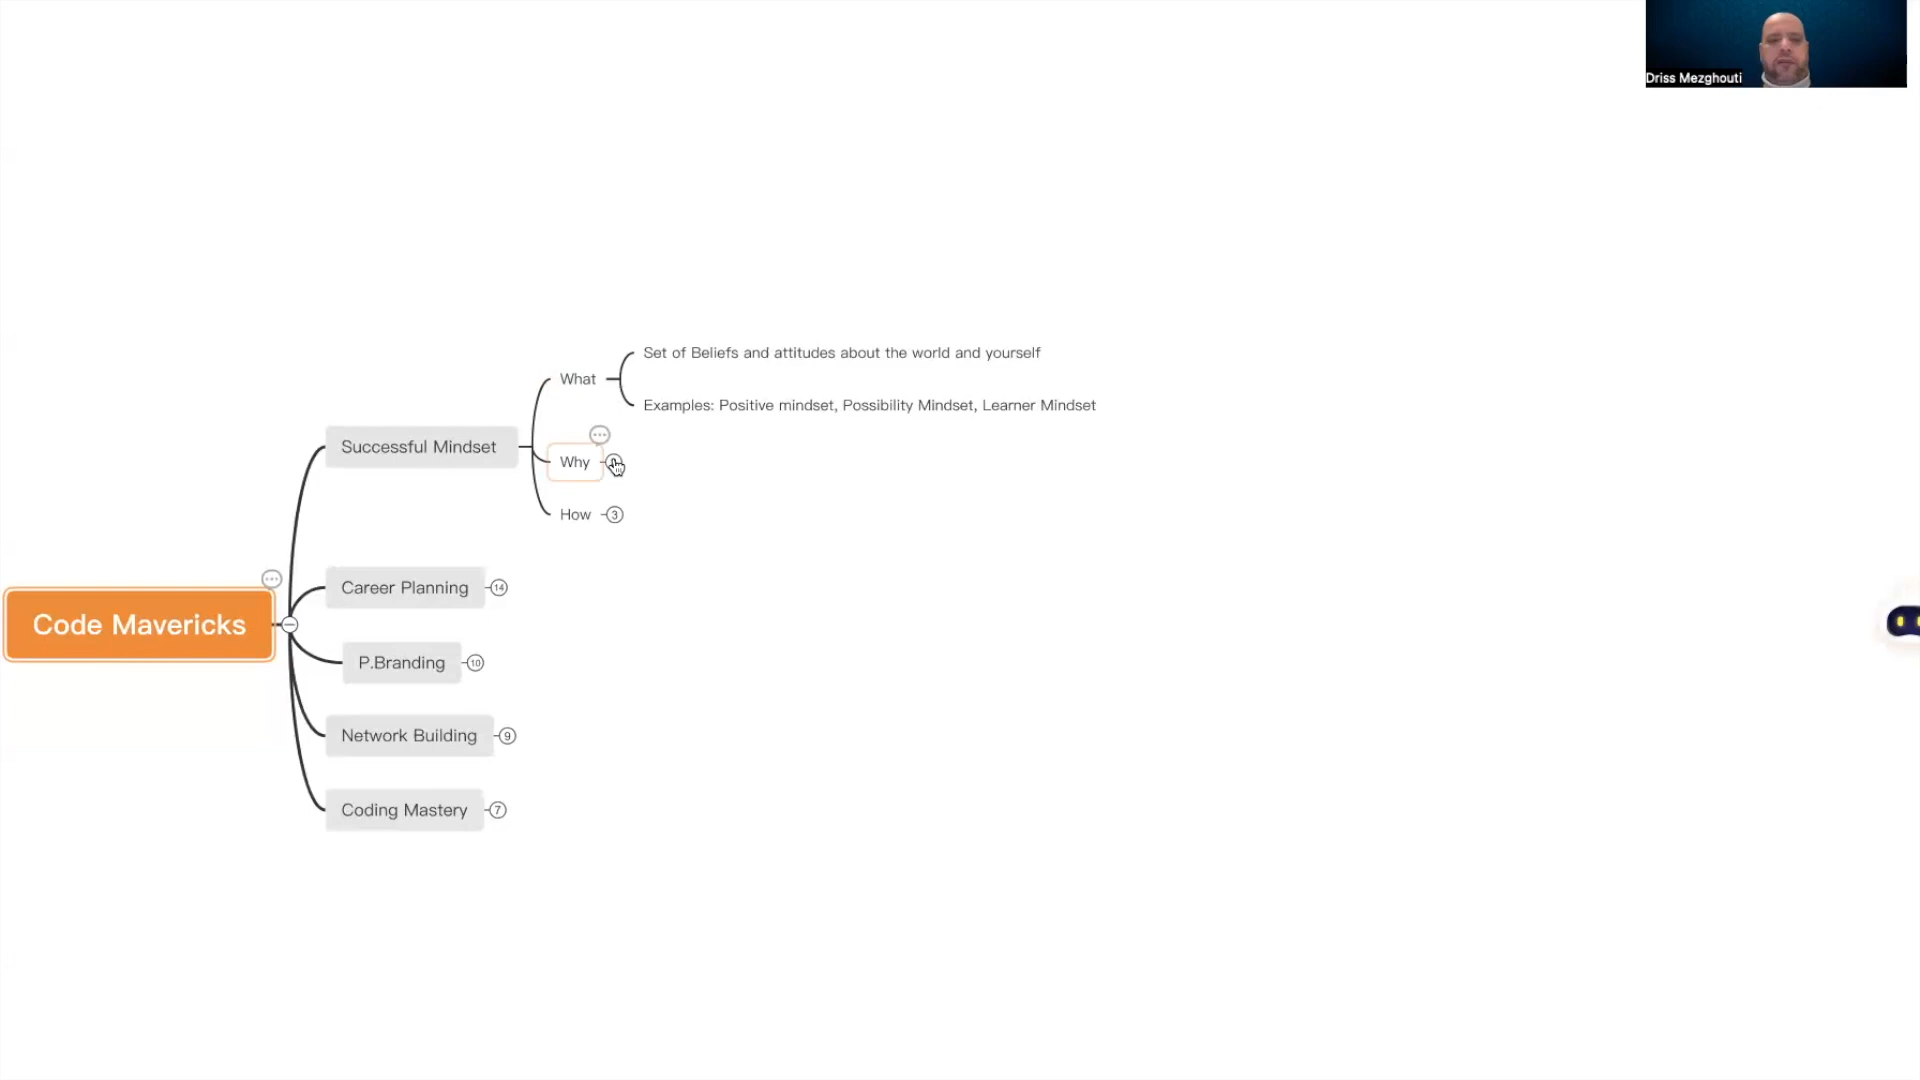 Driss Mezghouti
Set of Beliefs and attitudes about the world and yourself
What
Examples: Positive mindset, Possibility Mindset, Learner Mindset
Successful Mindset
Why
How 3
Career Planning 14
Code Mavericks
P.Branding 10
Network Building 9
Coding Mastery 7